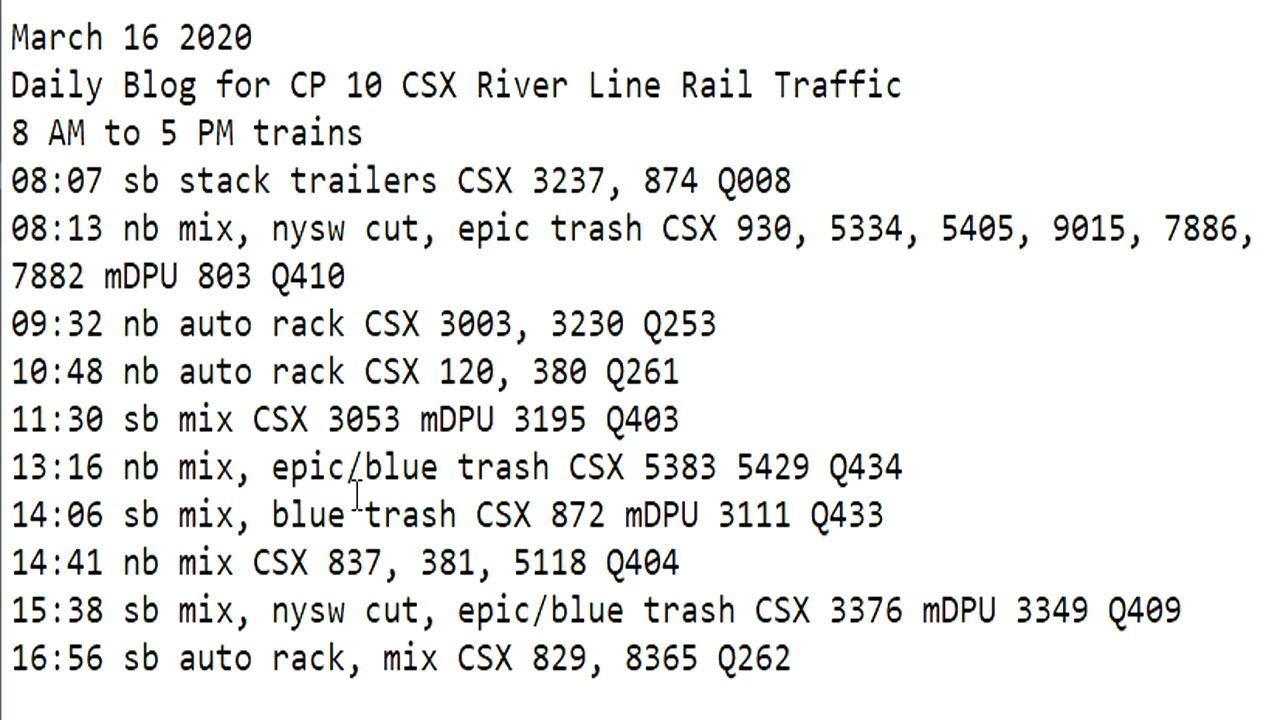 March 16 2020
Daily Blog for CP 10 CSX River Line Rail Traffic
8 AM to 5 PM trains
08:07 sb stack trailers CSX 3237, 874 Q008
08:13 nb mix, nysw cut, epic trash CSX 930, 5334, 5405, 9015, 7886,
7882 mDPU 803 Q410
09:32 nb auto rack CSX 3003, 3230 Q253
10:48 nb auto rack CSX 120, 380 Q261
11:30 sb mix CSX 3053 mDPU 3195 Q403
13:16 nb mix, epic/blue trash CSX 5383 5429 Q434
14:06 sb mix, blue trash CSX 872 mDPU 3111 Q433
14:41 nb mix CSX 837, 381, 5118 Q404
15:38 sb mix, nysw cut, epic/blue trash CSX 3376 mDPU 3349 Q409
16:56 sb auto rack, mix CSX 829, 8365 Q262